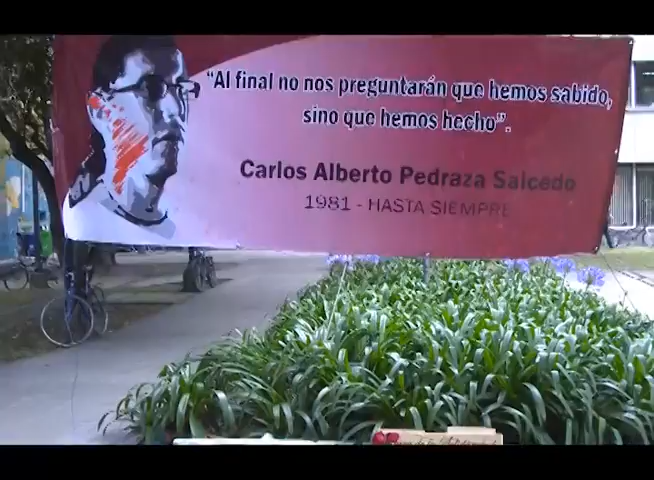 “Al final no nos preguntarán que hemos sabido,
sino que hemos hecho”.
Carlos Alberto Pedraza Salcedo
1981 - HASTA SIEMPRE